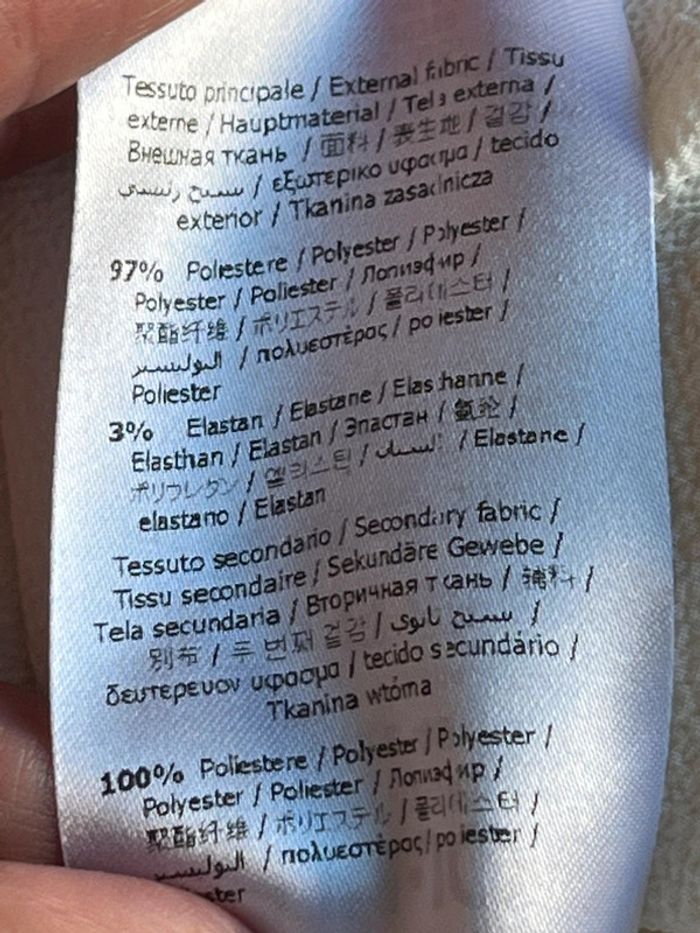 Tessuto principale / External fabric / Tissu
externe / Hauptmaterial / Tela externa /
Внешная ткань / 面料 / 表生地 / 겉감 /
نسيج رئيسي / εξωτερικο υφασμα / tecido
exterior / Tkanina zasadnicza
97% Poliestere / Polyester / Polyester /
Polyester / Poliester / Полиэфир /
聚酯纤维 / ポリエステル / 폴리에스터 /
البوليستر / πολυεστέρας / poliester /
Poliester
3% Elastan / Elastane / Elasthanne /
Elasthan / Elastan / Эластан / 氨纶 /
ポリウレタン / 엘라스틴 / / Elastane /
elastano / Elastan
Tessuto secondario / Secondary fabric /
Tissu secondaire / Sekundäre Gewebe /
Tela secundaria / Вторичная ткань / 辅料 /
別布 / 두 번째 겉감 / نسيج ثانوي /
δευτερευον υφασμα / tecido secundário /
Tkanina wtóma
100% Poliestere / Polyester / Polyester /
Polyester / Poliester / Полиэфир /
聚酯纤维 / ポリエステル / 폴리에스터 /
البوليستر / πολυεστέρας / poliester /